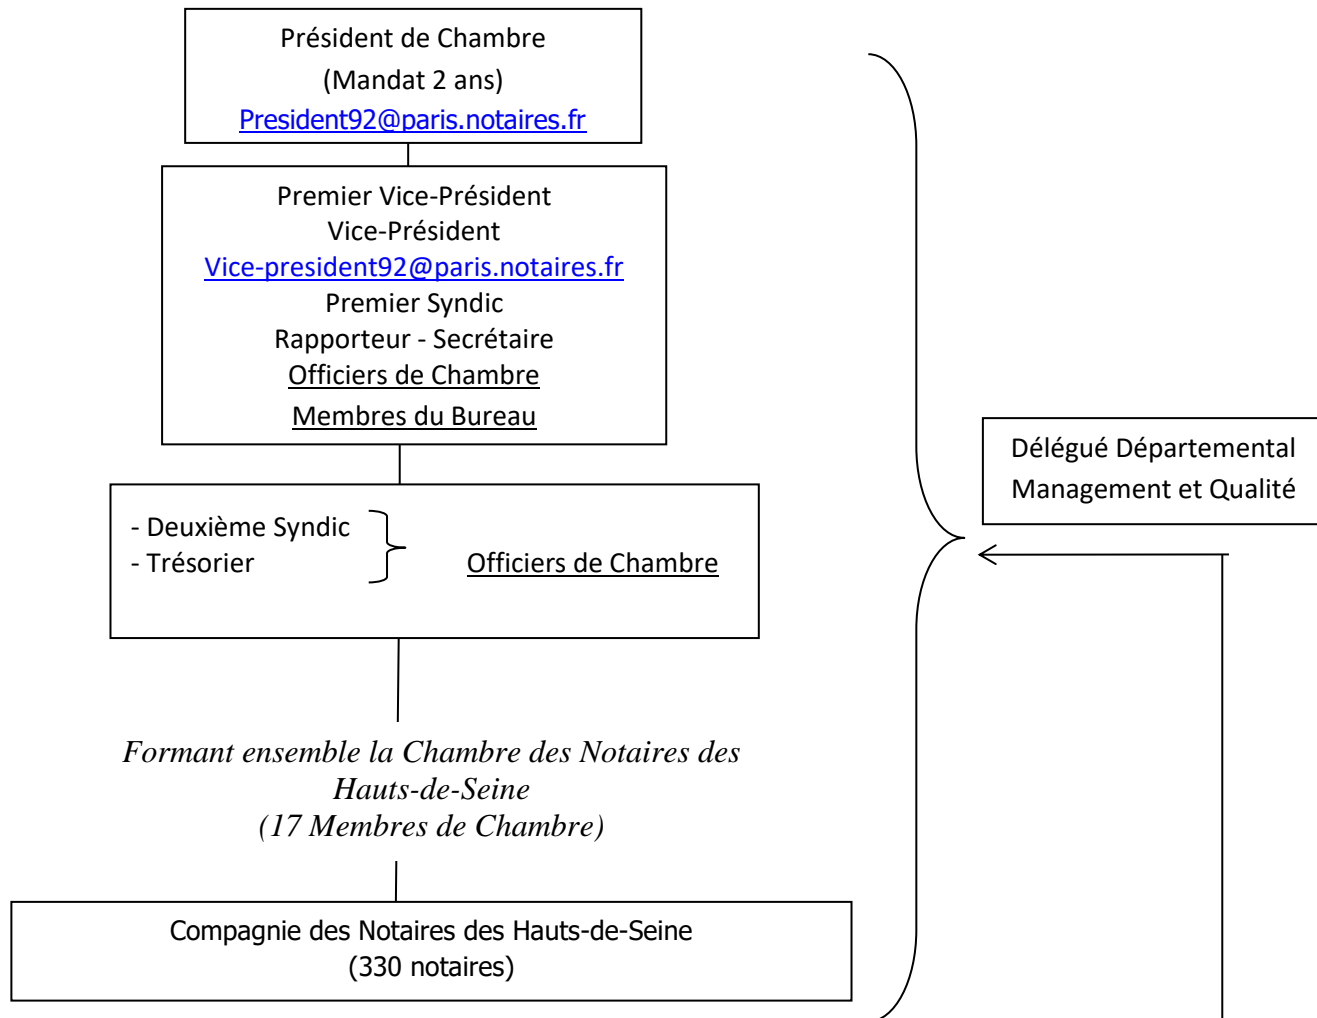 Président de Chambre
(Mandat 2 ans)
President92@paris.notaires.fr
Premier Vice-Président
Vice-Président
Vice-president92@paris.notaires.fr
Premier Syndic
Rapporteur - Secrétaire
Officiers de Chambre
Membres du Bureau
Délégué Départemental
Management et Qualité
- Deuxième Syndic
- Trésorier
Officiers de Chambre
Formant ensemble la Chambre des Notaires des
Hauts-de-Seine
(17 Membres de Chambre)
Compagnie des Notaires des Hauts-de-Seine
(330 notaires)